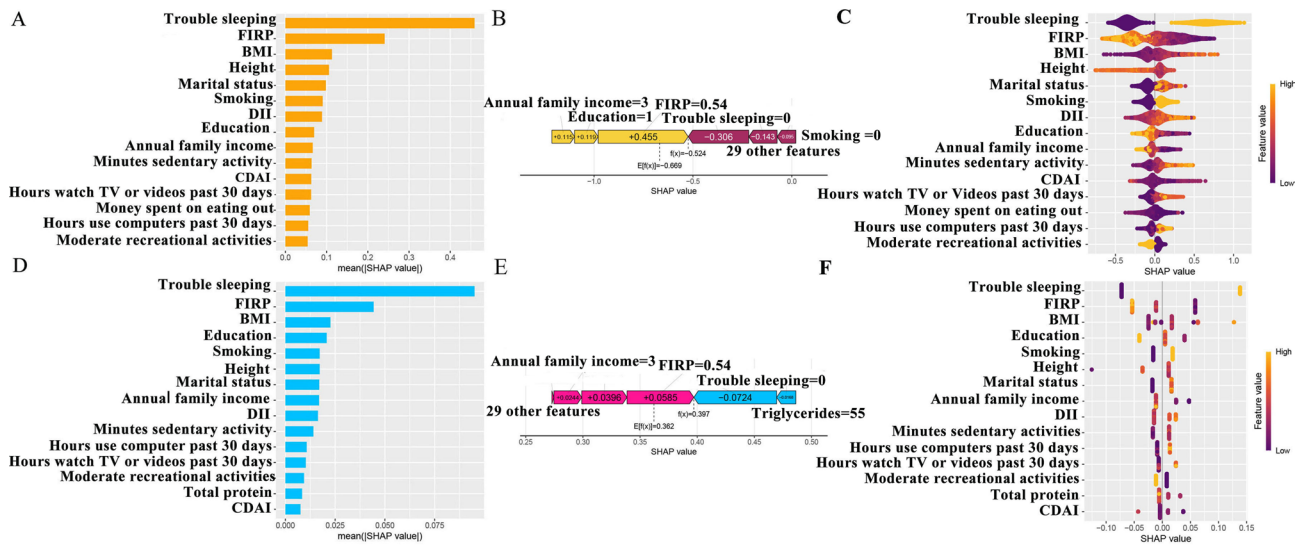 A
Trouble sleeping
FIRP
BMI
Height
Marital status
Smoking
DII
Education
Annual family income
Minutes sedentary activity
CDAI
Hours watch TV or videos past 30 days
Money spent on eating out
Hours use computers past 30 days
Moderate recreational activities
0.0 0.1 0.2 0.3 0.4
mean(|SHAP value|)
B
Annual family income=3 FIRP=0.54
Education=1 Trouble sleeping=0
+0.115 +0.119 +0.455 −0.306 −0.143
Smoking =0
29 other features
f(x)=−0.524
E[f(x)]=−0.669
-1.0 -0.5 0.0
SHAP value
C
Trouble sleeping
FIRP
BMI
Height
Marital status
Smoking
DII
Education
Annual family income
Minutes sedentary activity
CDAI
Hours watch TV or Videos past 30 days
Money spent on eating out
Hours use computers past 30 days
Moderate recreational activities
−0.5 0.0 0.5 1.0
SHAP value
High
Feature value
Low
D
Trouble sleeping
FIRP
BMI
Education
Smoking
Height
Marital status
Annual family income
DII
Minutes sedentary activity
Hours use computer past 30 days
Hours watch TV or videos past 30 days
Moderate recreational activities
Total protein
CDAI
0.000 0.025 0.050 0.075
mean(|SHAP value|)
E
Annual family income=3 FIRP=0.54
Trouble sleeping=0
+0.0244 +0.0396 +0.0585 −0.0724
29 other features
Triglycerides=55
f(x)=0.397
E[f(x)]=0.362
0.25 0.30 0.35 0.40 0.45 0.50
SHAP value
F
Trouble sleeping
FIRP
BMI
Education
Smoking
Height
Marital status
Annual family income
DII
Minutes sedentary activities
Hours use computers past 30 days
Hours watch TV or videos past 30 days
Moderate recreational activities
Total protein
CDAI
−0.10 −0.05 0.00 0.05 0.10 0.15
SHAP value
High
Feature value
Low